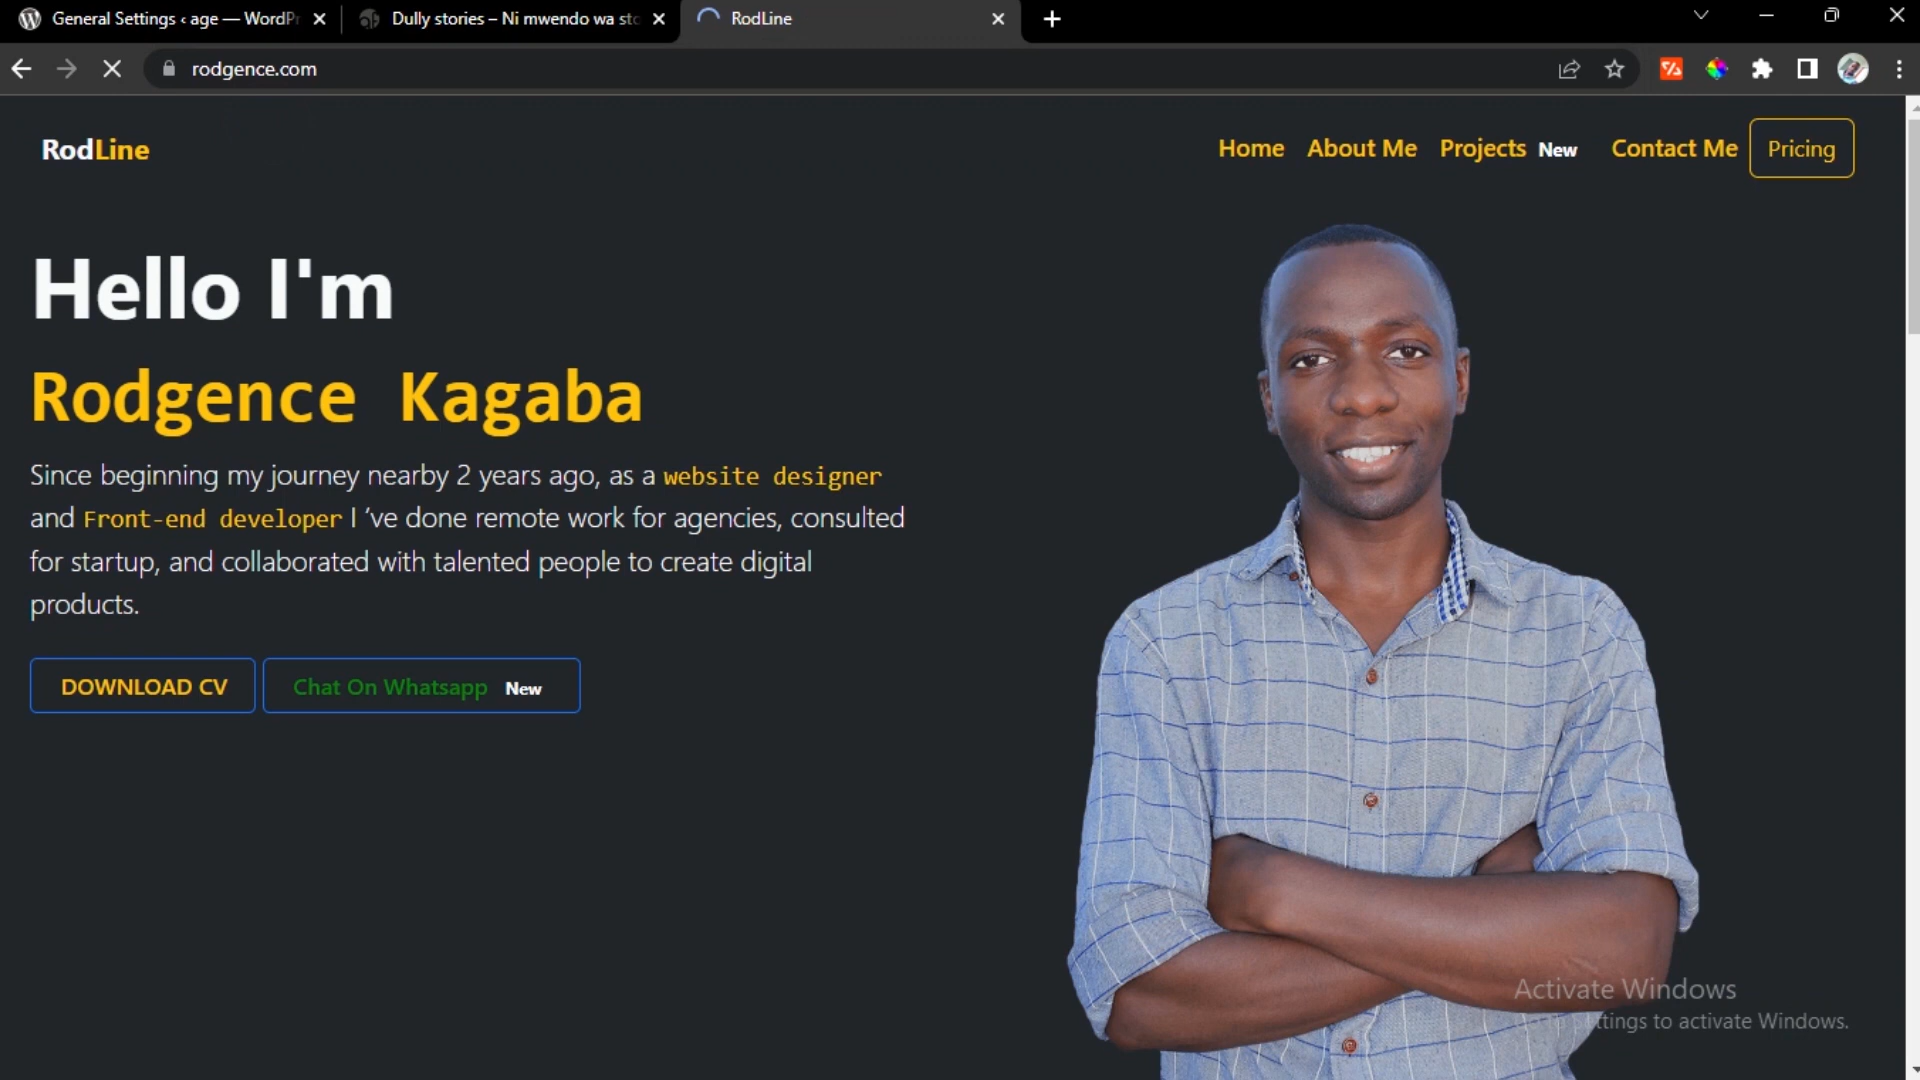 General Settings ‹ age — WordPr
Dully stories – Ni mwendo wa sto
RodLine
rodgence.com
RodLine
Home About Me Projects New Contact Me Pricing
Hello I'm
Rodgence Kagaba
Since beginning my journey nearby 2 years ago, as a website designer
and Front-end developer I ’ve done remote work for agencies, consulted
for startup, and collaborated with talented people to create digital
products.
DOWNLOAD CV
Chat On Whatsapp New
Activate Windows
to activate Windows.